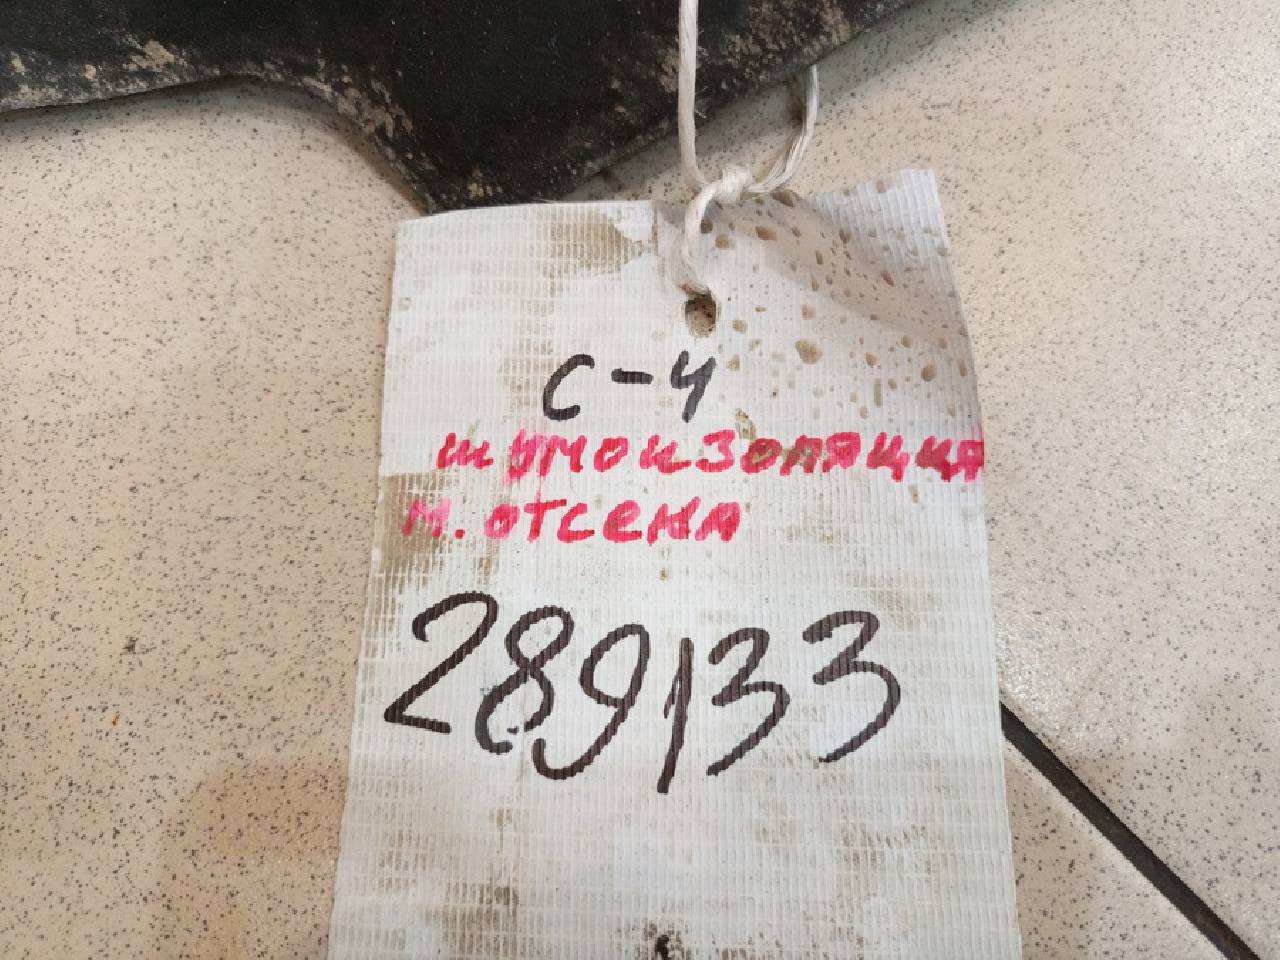 С-4
шумоизоляция
м. отсека
289133